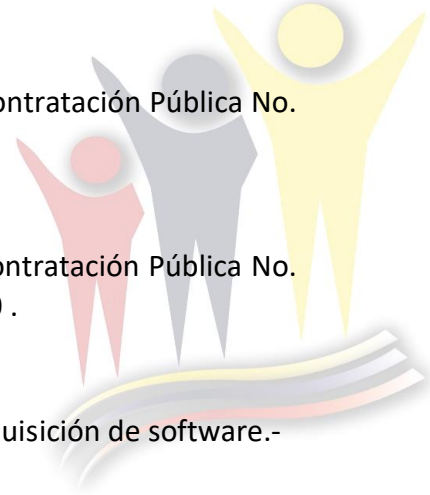 ontratación Pública No.
ontratación Pública No.
) .
uisición de software.-